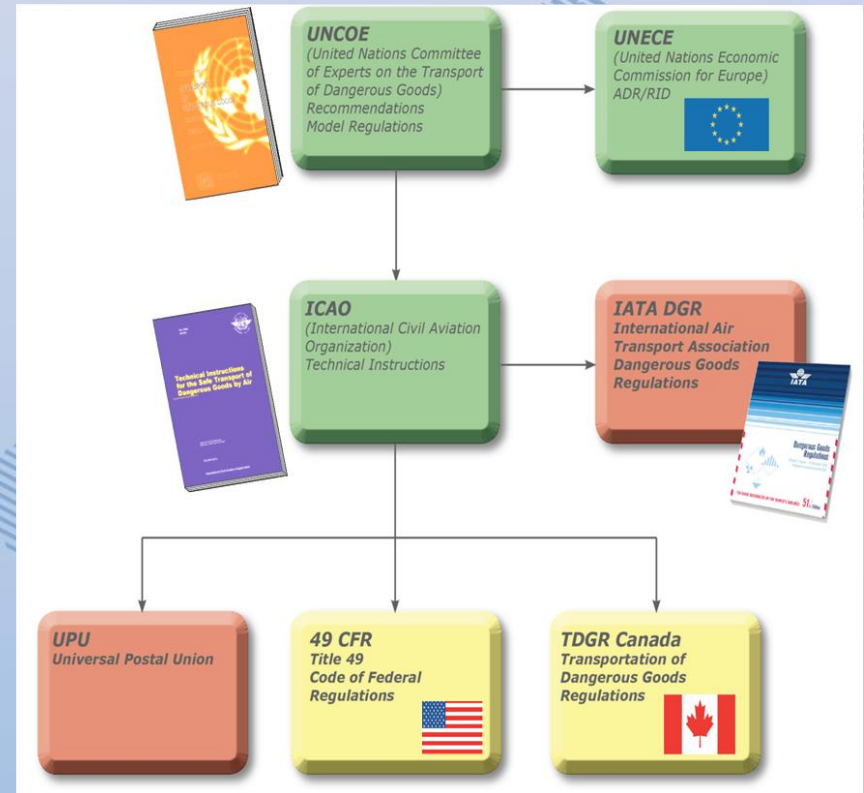 UNCOE
(United Nations Committee
of Experts on the Transport
of Dangerous Goods)
Recommendations
Model Regulations
UNECE
(United Nations Economic
Commission for Europe)
ADR/RID
ICAO
(International Civil Aviation
Organization)
Technical Instructions
Technical Instructions
for the Safe Transport of
Dangerous Goods by Air
IATA DGR
International Air
Transport Association
Dangerous Goods
Regulations
IATA
Dangerous Goods
Regulations
51
UPU
Universal Postal Union
49 CFR
Title 49
Code of Federal
Regulations
TDGR Canada
Transportation of
Dangerous Goods
Regulations